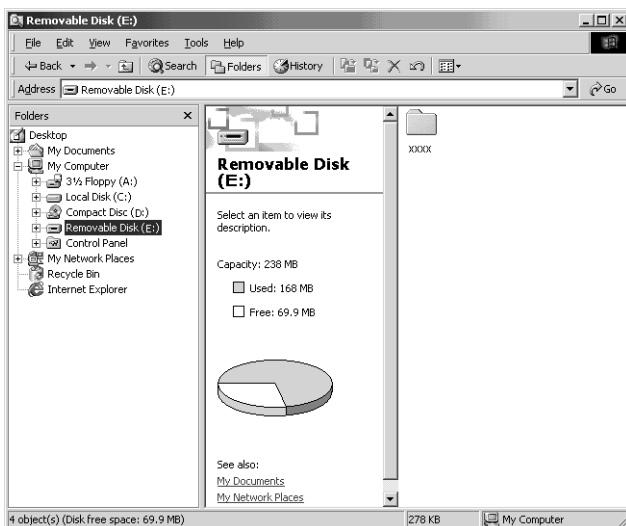 Removable Disk (E:)
File Edit View Favorites Tools Help
Back Search Folders History
Address Removable Disk (E:) Go
Folders x
Desktop
My Documents
My Computer
3½ Floppy (A:)
Local Disk (C:)
Compact Disc (D:)
Removable Disk (E:)
Control Panel
My Network Places
Recycle Bin
Internet Explorer
Removable Disk
(E:)
Select an item to view its
description.
Capacity: 238 MB
Used: 168 MB
Free: 69.9 MB
See also:
My Documents
My Network Places
xxxx
4 object(s) (Disk free space: 69.9 MB) 278 KB My Computer